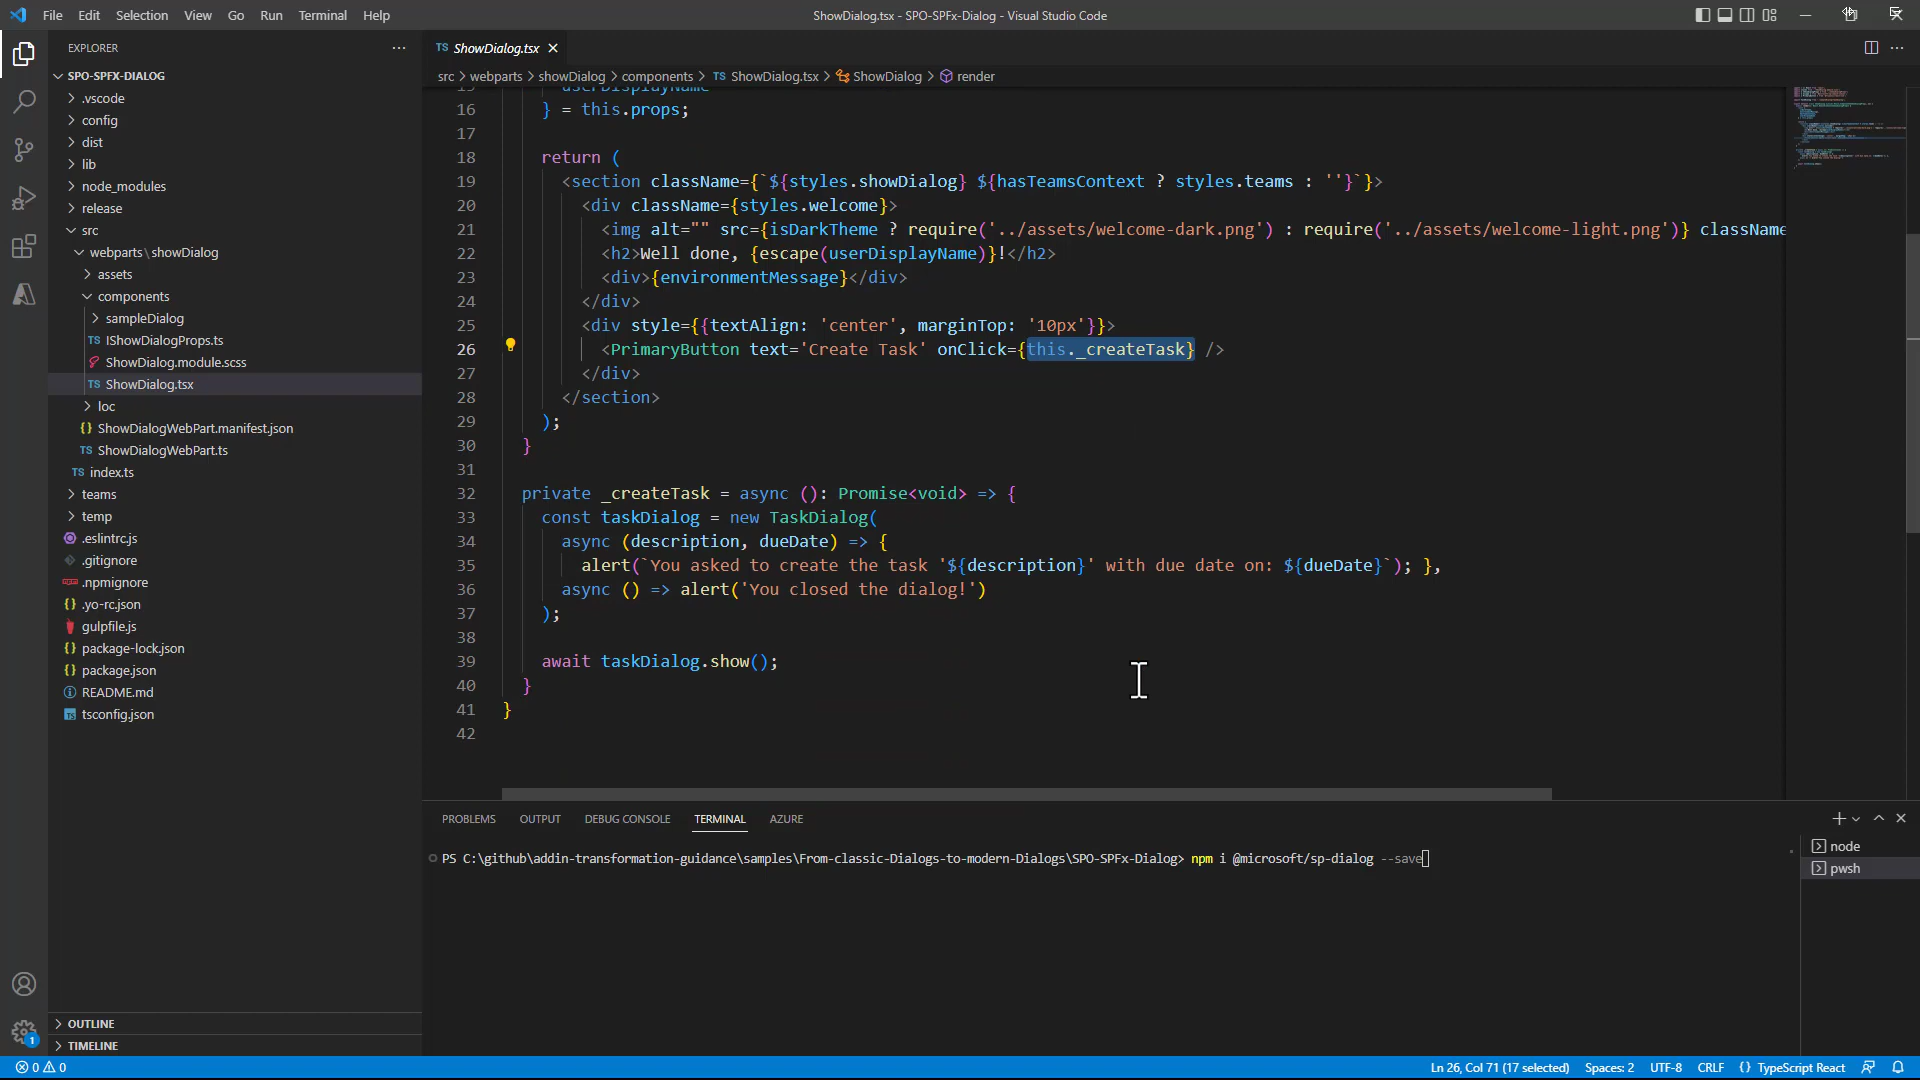 File Edit Selection View Go Run Terminal Help
ShowDialog.tsx - SPO-SPFx-Dialog - Visual Studio Code
EXPLORER
SPO-SPFX-DIALOG
.vscode
config
dist
lib
node_modules
release
src
webparts\showDialog
assets
components
sampleDialog
TS IShowDialogProps.ts
ShowDialog.module.scss
TS ShowDialog.tsx
loc
{} ShowDialogWebPart.manifest.json
TS ShowDialogWebPart.ts
TS index.ts
teams
temp
.eslintrc.js
.gitignore
.npmignore
{} .yo-rc.json
gulpfile.js
{} package-lock.json
{} package.json
README.md
TS tsconfig.json
OUTLINE
TIMELINE
TS ShowDialog.tsx
src > webparts > showDialog > components > TS ShowDialog.tsx > ShowDialog > render
15 userDisplayName
16 } = this.props;
17
18 return (
19 <section className={`${styles.showDialog} ${hasTeamsContext ? styles.teams : ''}`}>
20 <div className={styles.welcome}>
21 <img alt="" src={isDarkTheme ? require('../assets/welcome-dark.png') : require('../assets/welcome-light.png')} className
22 <h2>Well done, {escape(userDisplayName)}!</h2>
23 <div>{environmentMessage}</div>
24 </div>
25 <div style={{textAlign: 'center', marginTop: '10px'}}>
26 <PrimaryButton text='Create Task' onClick={this._createTask} />
27 </div>
28 </section>
29 );
30 }
31
32 private _createTask = async (): Promise<void> => {
33 const taskDialog = new TaskDialog(
34 async (description, dueDate) => {
35 alert(`You asked to create the task '${description}' with due date on: ${dueDate}`); },
36 async () => alert('You closed the dialog!')
37 );
38
39 await taskDialog.show();
40 }
41 }
42
PROBLEMS OUTPUT DEBUG CONSOLE TERMINAL AZURE
PS C:\github\addin-transformation-guidance\samples\From-classic-Dialogs-to-modern-Dialogs\SPO-SPFx-Dialog> npm i @microsoft/sp-dialog --save
node
pwsh
1
0 0
Ln 26, Col 71 (17 selected) Spaces: 2 UTF-8 CRLF {} TypeScript React